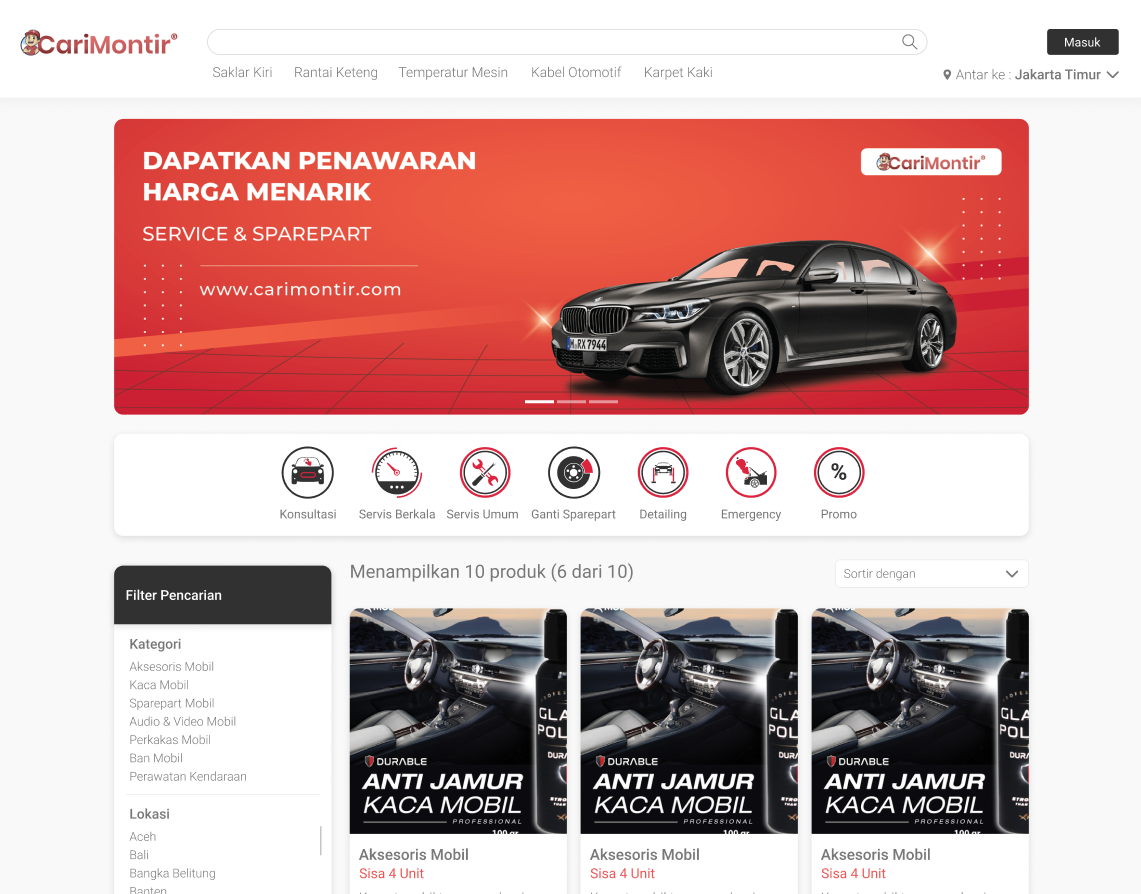 CariMontir®
Masuk
Saklar Kiri Rantai Keteng Temperatur Mesin Kabel Otomotif Karpet Kaki
Antar ke : Jakarta Timur
DAPATKAN PENAWARAN
HARGA MENARIK
CariMontir®
SERVICE & SPAREPART
www.carimontir.com
M RX 7944
Konsultasi Servis Berkala Servis Umum Ganti Sparepart Detailing Emergency Promo
%
Menampilkan 10 produk (6 dari 10)
Sortir dengan
Filter Pencarian
Kategori
Aksesoris Mobil
Kaca Mobil
Sparepart Mobil
Audio & Video Mobil
Perkakas Mobil
Ban Mobil
Perawatan Kendaraan
Lokasi
Aceh
Bali
Bangka Belitung
Banten
GLA
POL
DURA
DURABLE
ANTI JAMUR
KACA MOBIL
PROFESSIONAL
100 gr
Aksesoris Mobil
Sisa 4 Unit
GLA
POL
DURA
DURABLE
ANTI JAMUR
KACA MOBIL
PROFESSIONAL
100 gr
Aksesoris Mobil
Sisa 4 Unit
GLA
POL
DURA
DURABLE
ANTI JAMUR
KACA MOBIL
PROFESSIONAL
100 gr
Aksesoris Mobil
Sisa 4 Unit